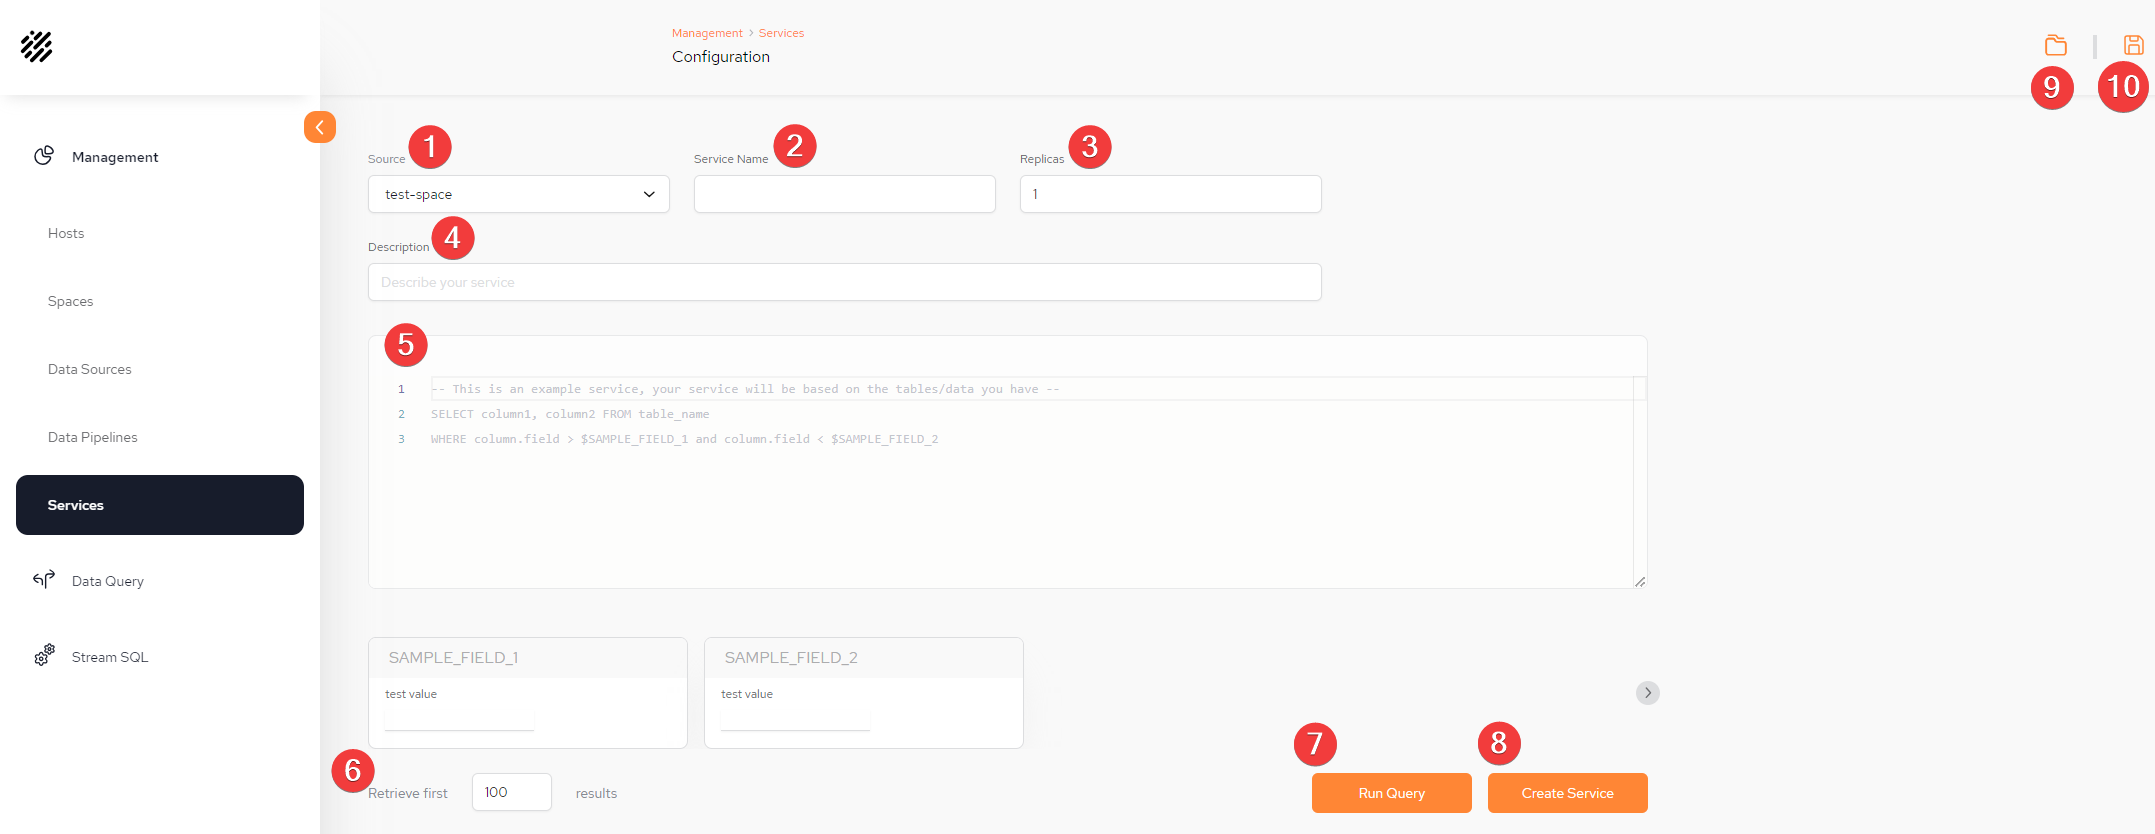 Management > Services
Configuration
9
10
Management
Hosts
Spaces
Data Sources
Data Pipelines
Services
Data Query
Stream SQL
Source 1
test-space
Service Name 2
Replicas 3
1
Description 4
Describe your service
5
1 -- This is an example service, your service will be based on the tables/data you have --
2 SELECT column1, column2 FROM table_name
3 WHERE column.field > $SAMPLE_FIELD_1 and column.field < $SAMPLE_FIELD_2
SAMPLE_FIELD_1
test value
SAMPLE_FIELD_2
test value
6
Retrieve first 100 results
7
Run Query
8
Create Service